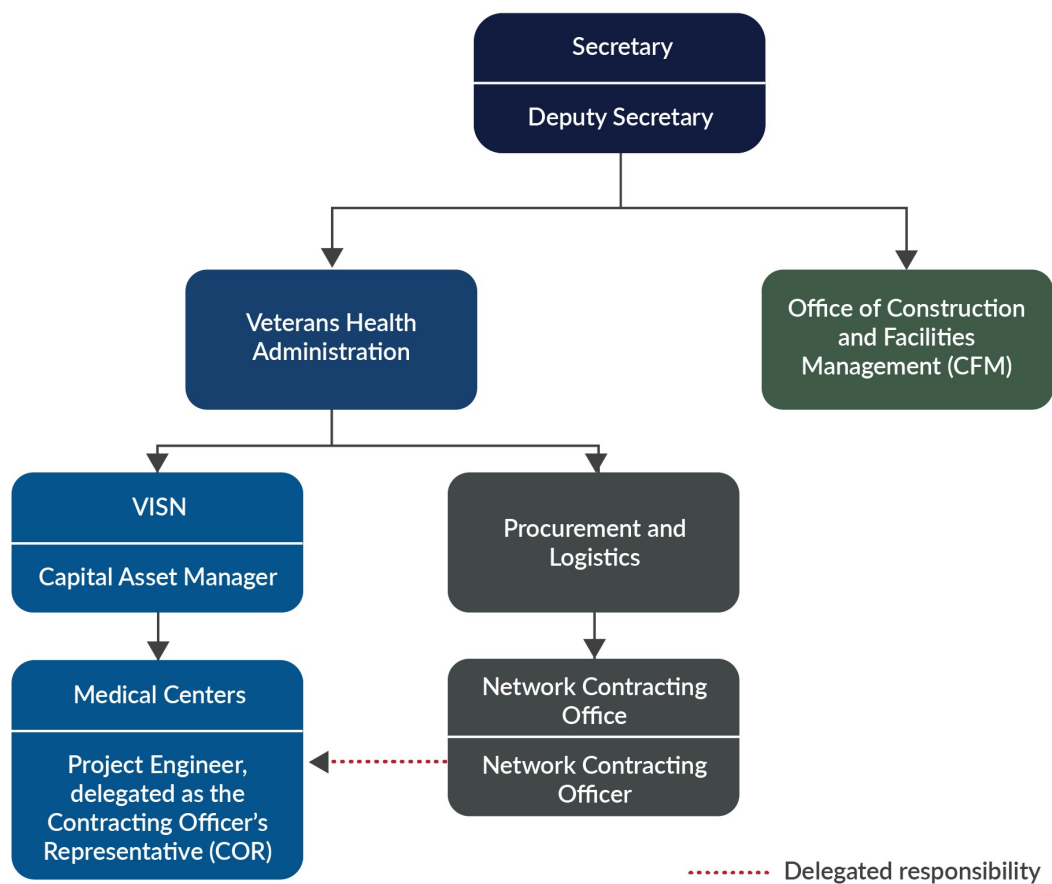 Secretary
Deputy Secretary
Veterans Health
Administration
Office of Construction
and Facilities
Management (CFM)
VISN
Capital Asset Manager
Procurement and
Logistics
Medical Centers
Project Engineer,
delegated as the
Contracting Officer’s
Representative (COR)
Network Contracting
Office
Network Contracting
Officer
Delegated responsibility